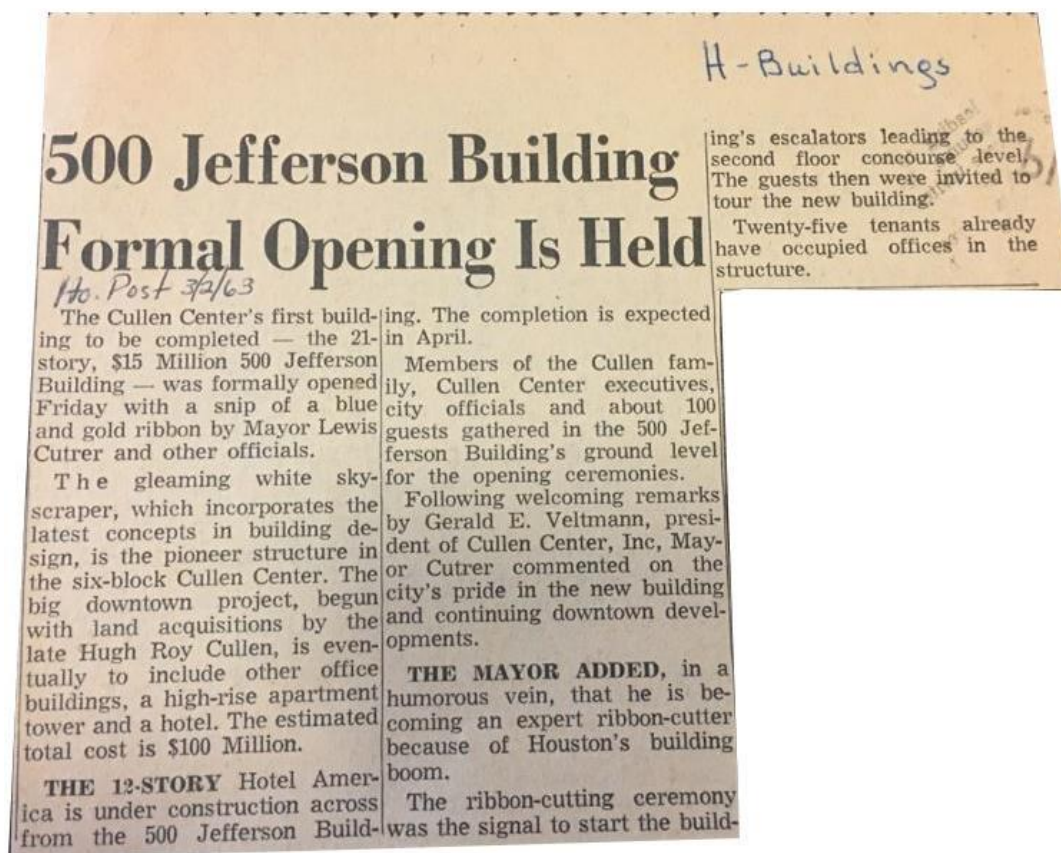 H-Buildings
500 Jefferson Building
Formal Opening Is Held
Ho. Post 3/2/63
The Cullen Center's first build-
ing to be completed — the 21-
story, $15 Million 500 Jefferson
Building — was formally opened
Friday with a snip of a blue
and gold ribbon by Mayor Lewis
Cutrer and other officials.
The gleaming white sky-
scraper, which incorporates the
latest concepts in building de-
sign, is the pioneer structure in
the six-block Cullen Center. The
big downtown project, begun
with land acquisitions by the
late Hugh Roy Cullen, is even-
tually to include other office
buildings, a high-rise apartment
tower and a hotel. The estimated
total cost is $100 Million.
THE 12-STORY Hotel Amer-
ica is under construction across
from the 500 Jefferson Build-
ing. The completion is expected
in April.
Members of the Cullen fam-
ily, Cullen Center executives,
city officials and about 100
guests gathered in the 500 Jef-
ferson Building's ground level
for the opening ceremonies.
Following welcoming remarks
by Gerald E. Veltmann, presi-
dent of Cullen Center, Inc, May-
or Cutrer commented on the
city's pride in the new building
and continuing downtown devel-
opments.
THE MAYOR ADDED, in a
humorous vein, that he is be-
coming an expert ribbon-cutter
because of Houston's building
boom.
The ribbon-cutting ceremony
was the signal to start the build-
ing's escalators leading to the
second floor concourse level.
The guests then were invited to
tour the new building.
Twenty-five tenants already
have occupied offices in the
structure.